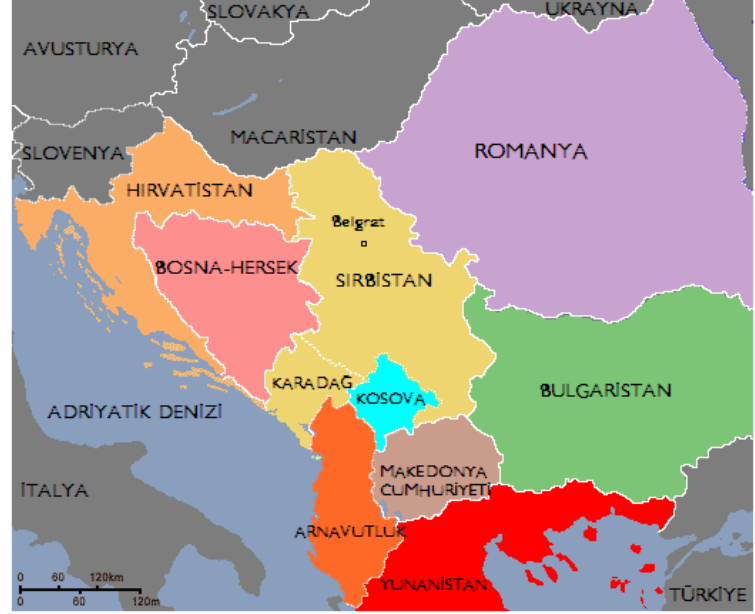 SLOVAKYA
UKRAYNA
AVUSTURYA
MACARİSTAN
SLOVENYA
ROMANYA
HIRVATİSTAN
Belgrat
BOSNA-HERSEK
SIRBİSTAN
KARADAĞ
KOSOVA
BULGARİSTAN
ADRİYATİK DENİZİ
MAKEDONYA
CUMHURİYETİ
İTALYA
ARNAVUTLUK
YUNANİSTAN
TÜRKİYE
0 60 120km
0 60 120m